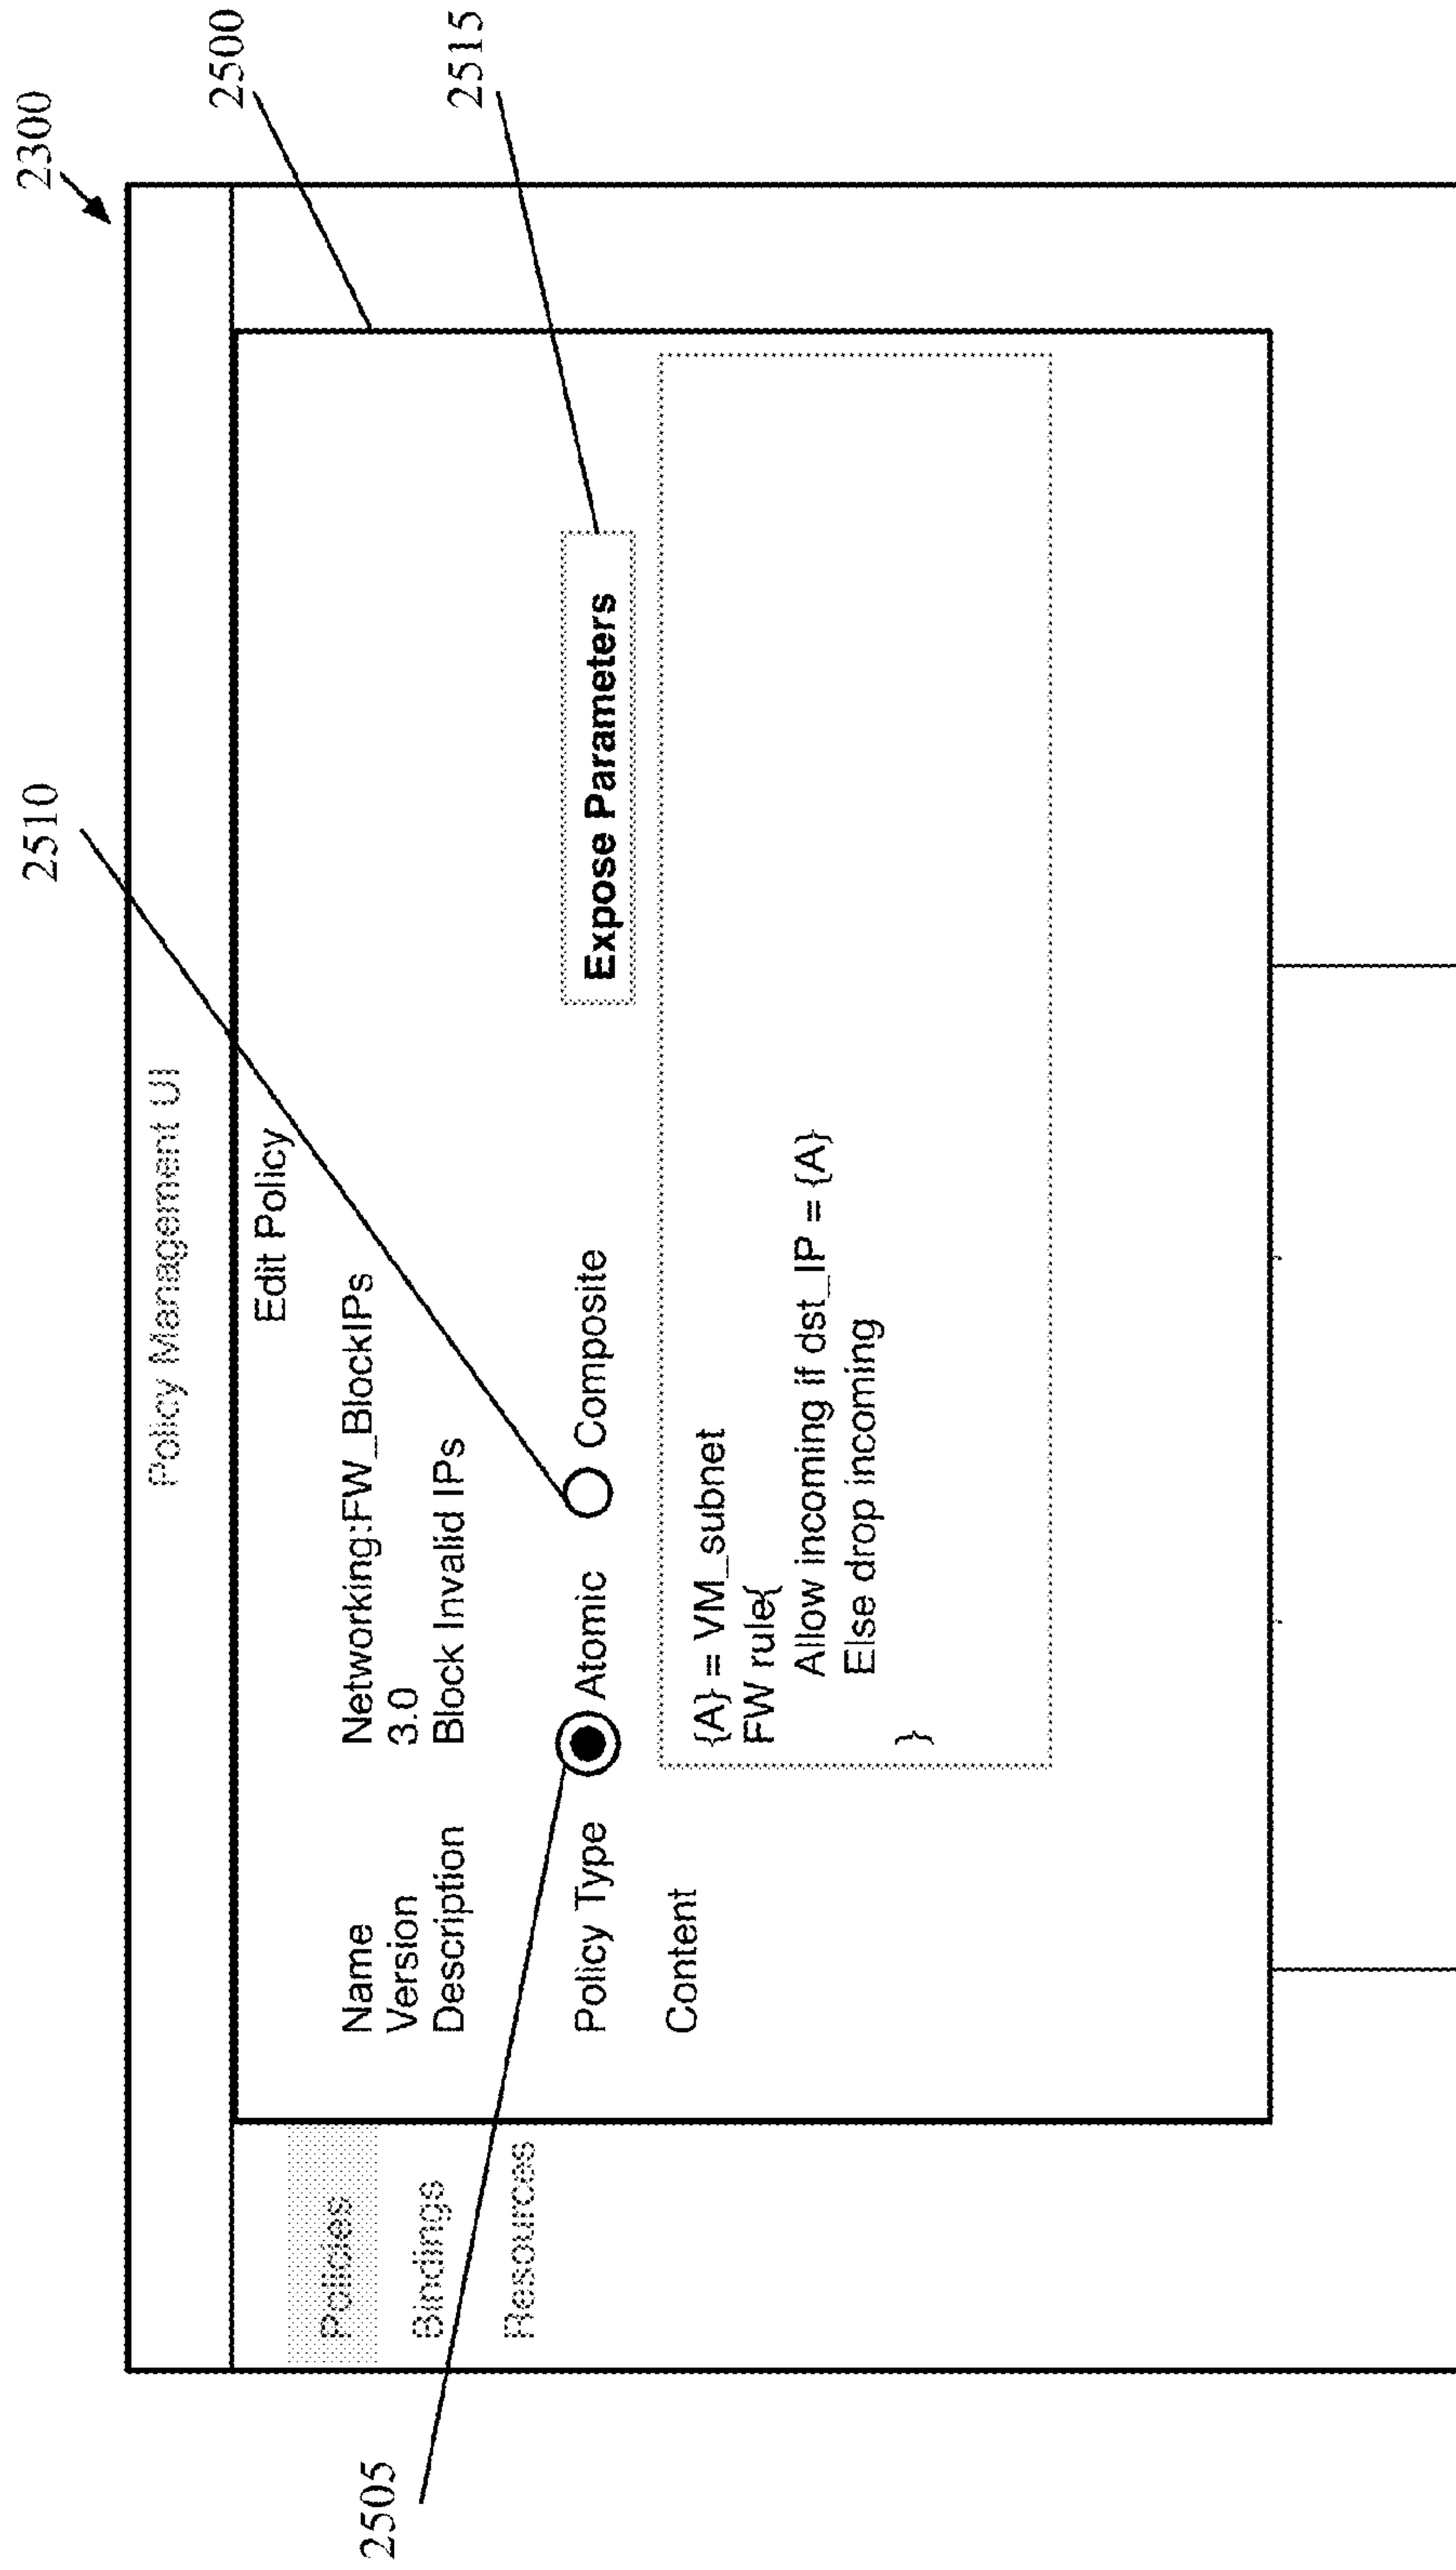 2300
2510
2500
2515
2505
Policy Management UI
Policies
Bindings
Resources
Edit Policy
Name Networking:FW_BlockIPs
Version 3.0
Description Block Invalid IPs
Policy Type Atomic Composite Expose Parameters
Content
{A} = VM_subnet
FW rule{
Allow incoming if dst_IP = {A}
Else drop incoming
}